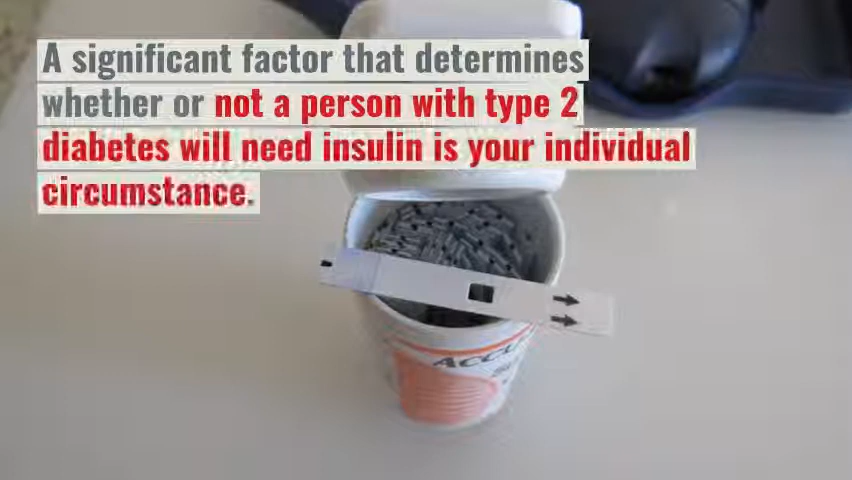 A significant factor that determines
whether or not a person with type 2
diabetes will need insulin is your individual
circumstance.
ACCU